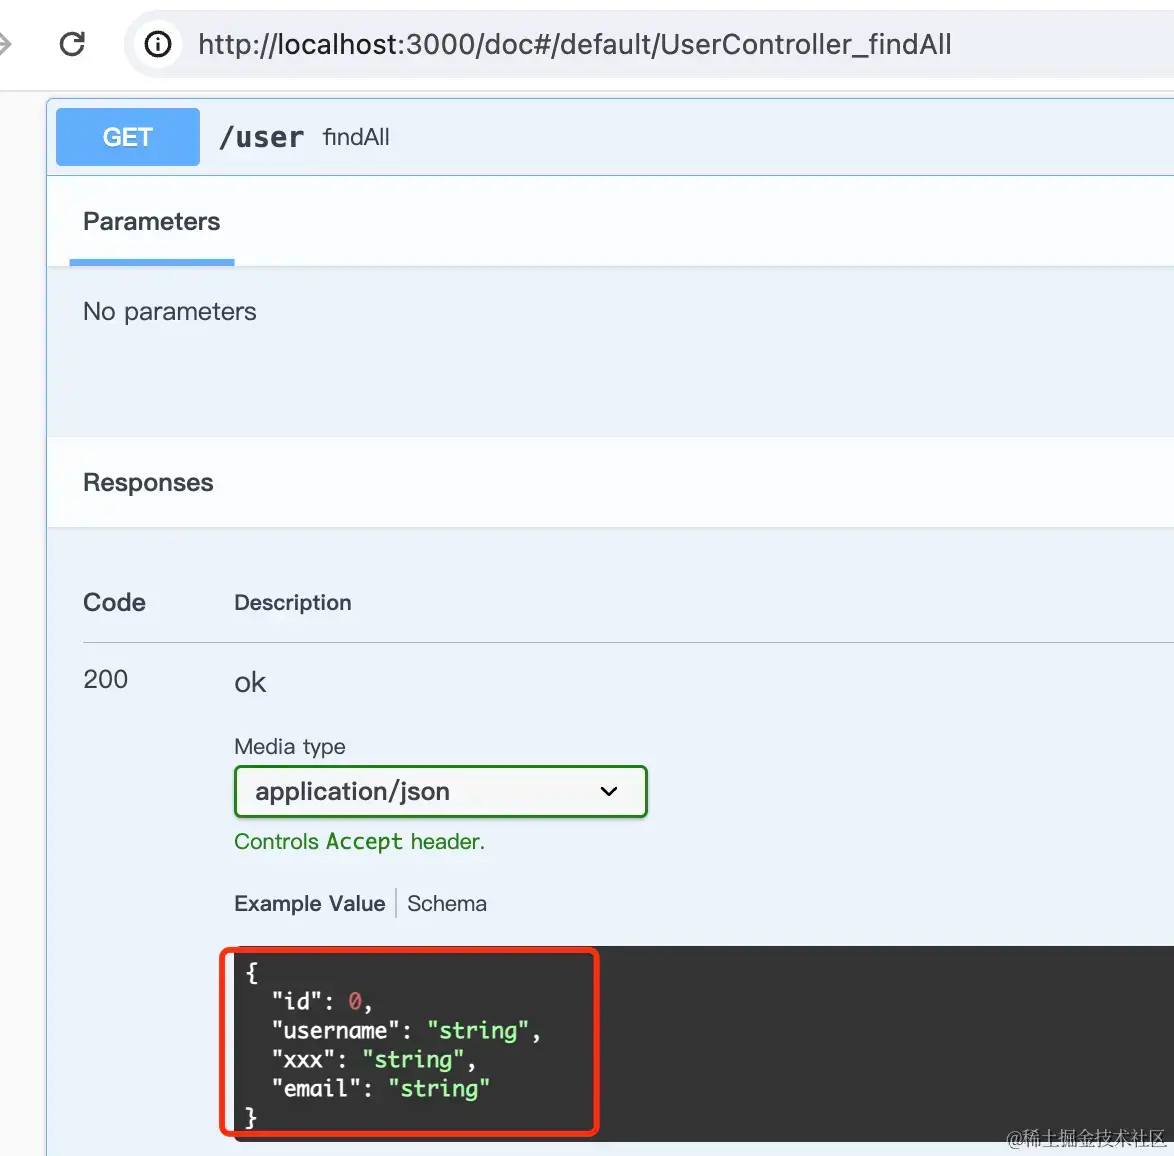 http://localhost:3000/doc#/default/UserController_findAll
GET /user findAll
Parameters
No parameters
Responses
Code Description
200 ok
Media type
application/json
Controls Accept header.
Example Value Schema
{
"id": 0,
"username": "string",
"xxx": "string",
"email": "string"
}
@稀土掘金技术社区